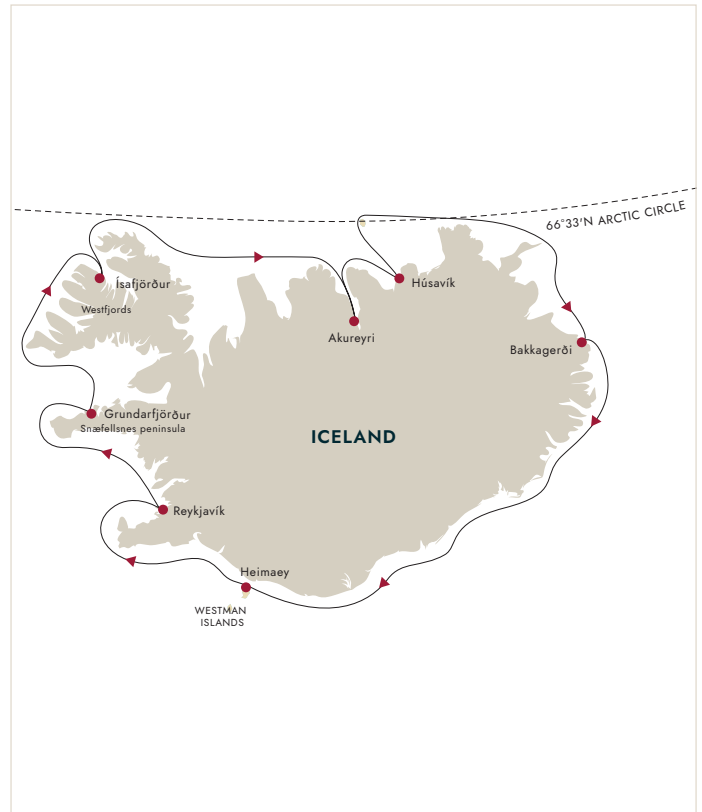 66°33'N ARCTIC CIRCLE
Ísafjörður
Húsavík
Westfjords
Akureyri
Bakkagerði
Grundarfjörður
Snæfellsnes peninsula
ICELAND
Reykjavík
Heimaey
WESTMAN
ISLANDS